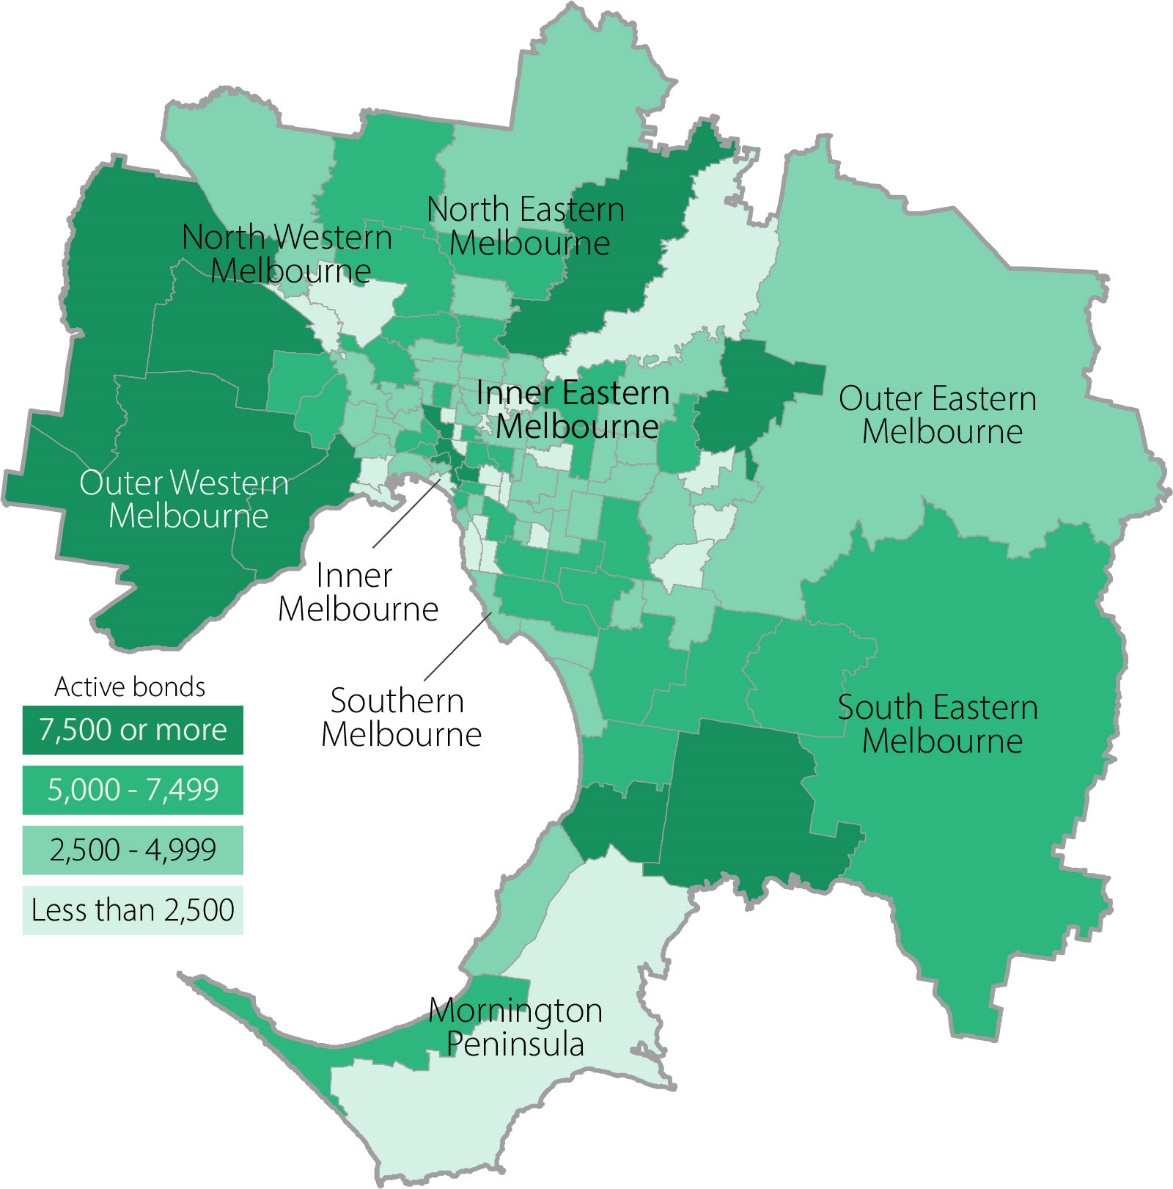 North Eastern
Melbourne
North Western
Melbourne
Inner Eastern
Melbourne
Outer Eastern
Melbourne
Outer Western
Melbourne
Inner
Melbourne
Southern
Melbourne
South Eastern
Melbourne
Active bonds
7,500 or more
5,000 - 7,499
2,500 - 4,999
Less than 2,500
Mornington
Peninsula